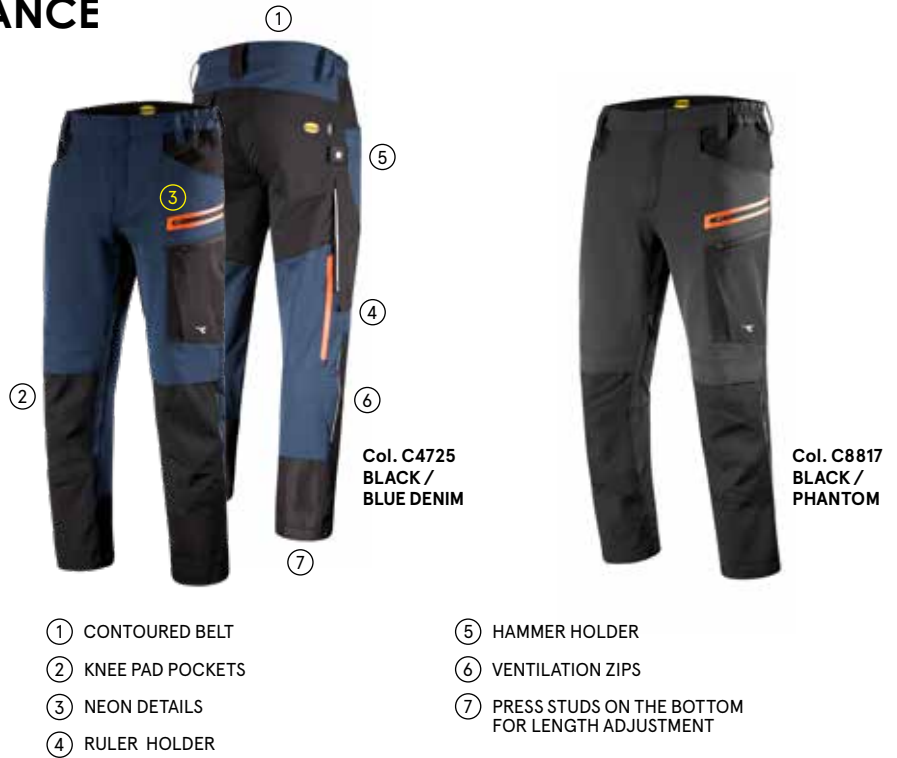 ANCE
1
5
3
4
2
6
Col. C4725
BLACK /
BLUE DENIM
Col. C8817
BLACK /
PHANTOM
7
1 CONTOURED BELT
2 KNEE PAD POCKETS
3 NEON DETAILS
4 RULER HOLDER
5 HAMMER HOLDER
6 VENTILATION ZIPS
7 PRESS STUDS ON THE BOTTOM
FOR LENGTH ADJUSTMENT